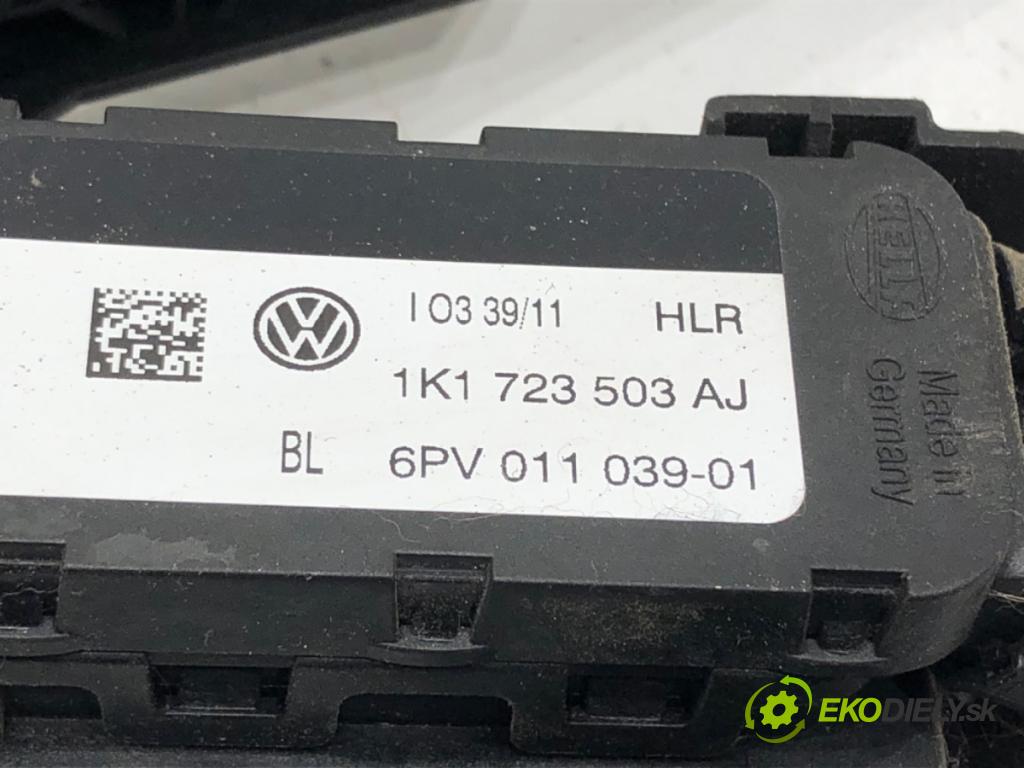 I 03 39/11 HLR
1K1 723 503 AJ
BL 6PV 011 039-01
HELLA
Made in
Germany
EKODIELY.sk